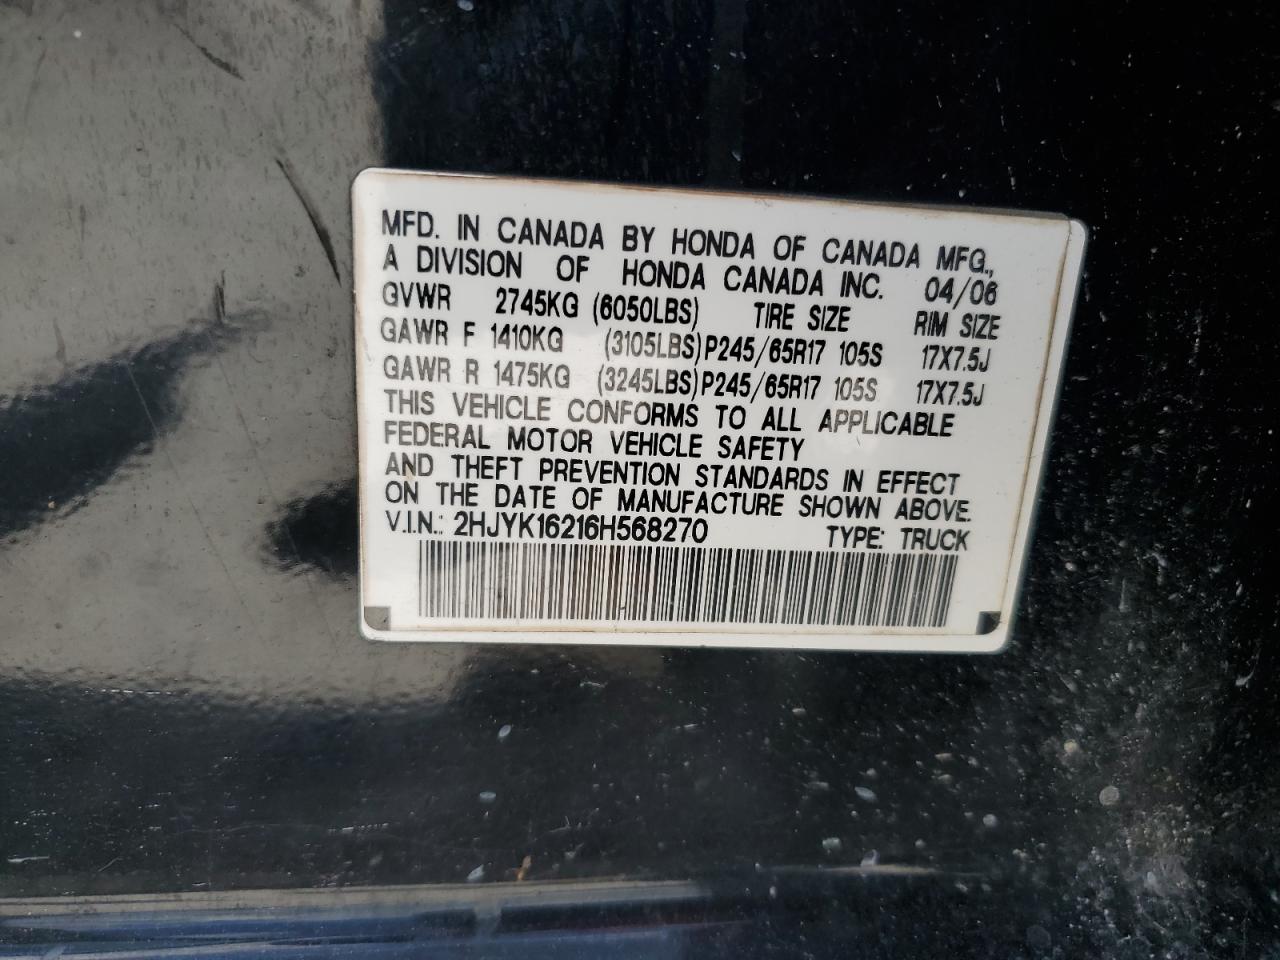 MFD. IN CANADA BY HONDA OF CANADA MFG.,
A DIVISION OF HONDA CANADA INC. 04/06
GVWR 2745KG (6050LBS) TIRE SIZE RIM SIZE
GAWR F 1410KG (3105LBS) P245/65R17 105S 17X7.5J
GAWR R 1475KG (3245LBS) P245/65R17 105S 17X7.5J
THIS VEHICLE CONFORMS TO ALL APPLICABLE
FEDERAL MOTOR VEHICLE SAFETY
AND THEFT PREVENTION STANDARDS IN EFFECT
ON THE DATE OF MANUFACTURE SHOWN ABOVE.
V.I.N.: 2HJYK16216H568270 TYPE: TRUCK